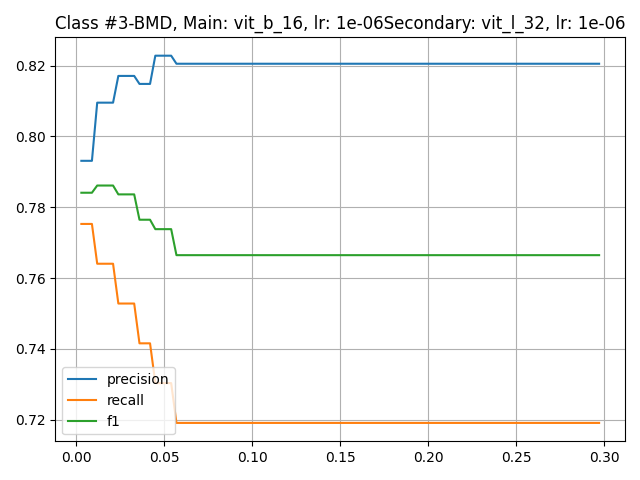 Class #3-BMD, Main: vit_b_16, lr: 1e-06Secondary: vit_l_32, lr: 1e-06
0.82
0.80
0.78
0.76
0.74
0.72
precision
recall
f1
0.00 0.05 0.10 0.15 0.20 0.25 0.30